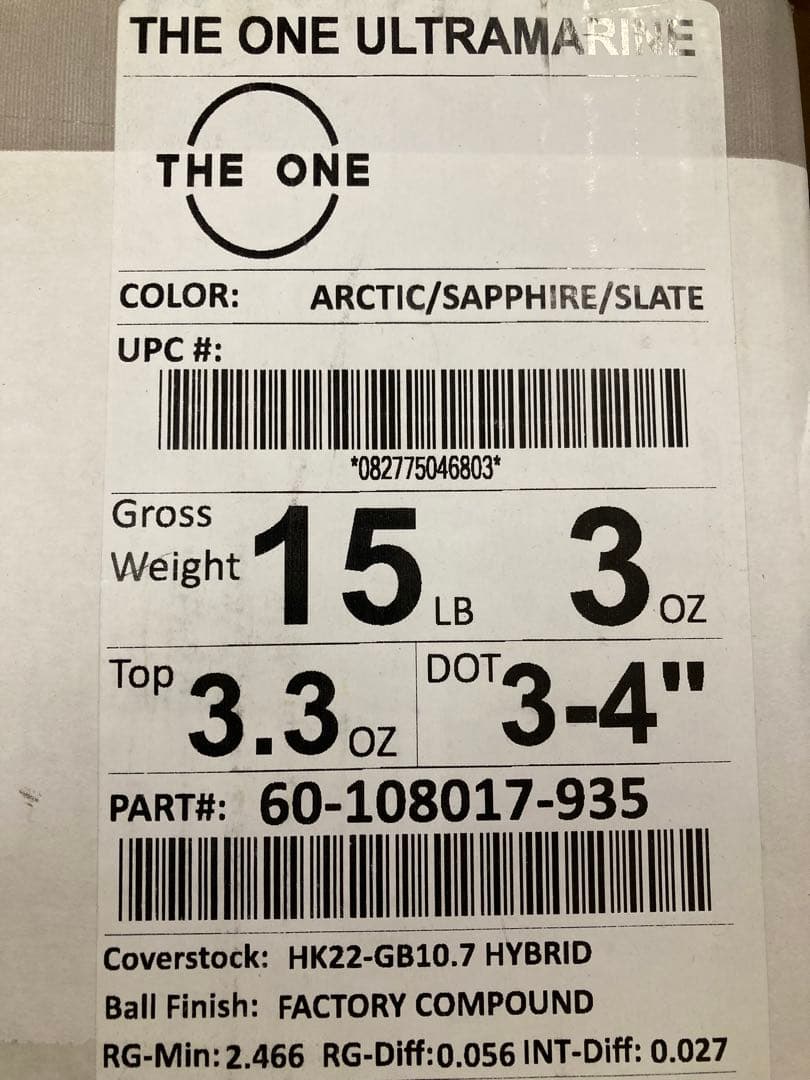 THE ONE ULTRAMARINE
THE ONE
COLOR: ARCTIC/SAPPHIRE/SLATE
UPC #:
*082775046803*
Gross Weight 15 LB 3 OZ
Top 3.3 OZ DOT 3-4"
PART#: 60-108017-935
Coverstock: HK22-GB10.7 HYBRID
Ball Finish: FACTORY COMPOUND
RG-Min: 2.466 RG-Diff: 0.056 INT-Diff: 0.027